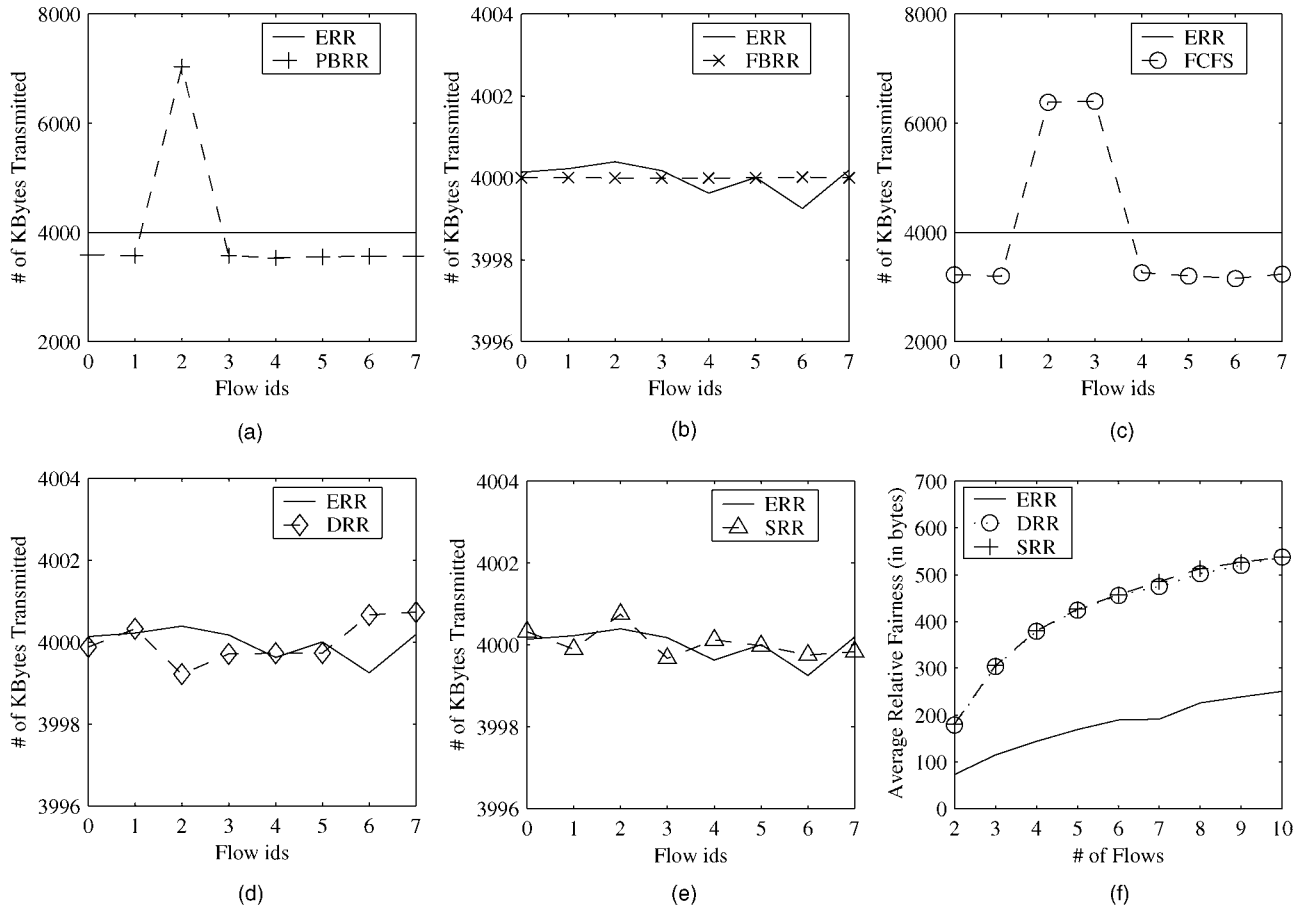 8000
6000
4000
2000
# of KBytes Transmitted
ERR
PBRR
0 1 2 3 4 5 6 7
Flow ids
(a)
4004
4002
4000
3998
3996
# of KBytes Transmitted
ERR
FBRR
0 1 2 3 4 5 6 7
Flow ids
(b)
8000
6000
4000
2000
# of KBytes Transmitted
ERR
FCFS
0 1 2 3 4 5 6 7
Flow ids
(c)
4004
4002
4000
3998
3996
# of KBytes Transmitted
ERR
DRR
0 1 2 3 4 5 6 7
Flow ids
(d)
4004
4002
4000
3998
3996
# of KBytes Transmitted
ERR
SRR
0 1 2 3 4 5 6 7
Flow ids
(e)
700
600
500
400
300
200
100
0
Average Relative Fairness (in bytes)
ERR
DRR
SRR
2 3 4 5 6 7 8 9 10
# of Flows
(f)